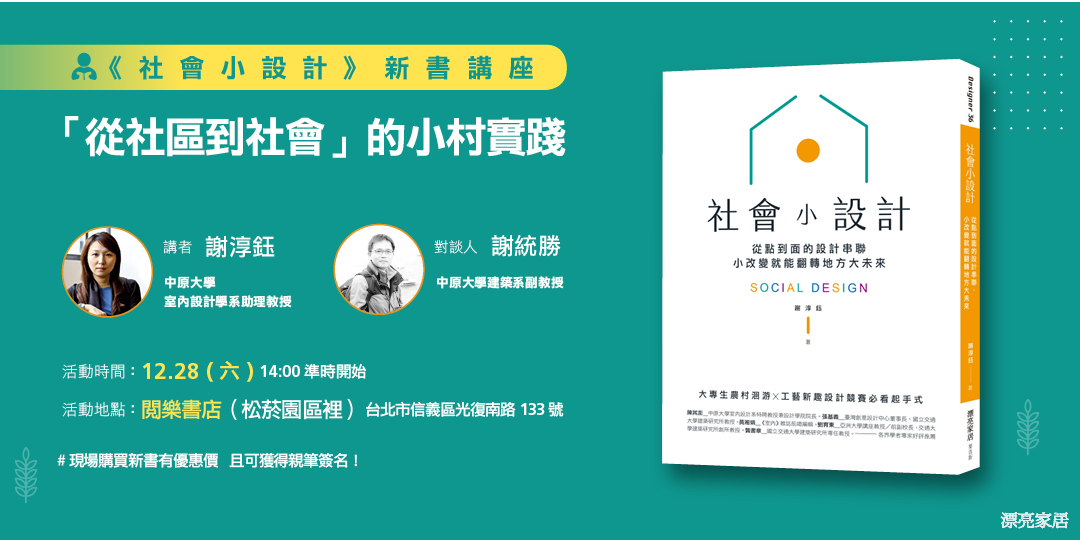 《社會小設計》新書講座
「從社區到社會」的小村實踐
講者 謝淳鈺
中原大學
室內設計學系助理教授
對談人 謝統勝
中原大學建築系副教授
活動時間：12.28（六）14:00 準時開始
活動地點：閱樂書店（松菸園區裡）台北市信義區光復南路 133 號
# 現場購買新書有優惠價 且可獲得親筆簽名！
社會小設計
從點到面的設計串聯
小改變就能翻轉地方大未來
SOCIAL DESIGN
謝淳鈺
著
大專生農村洄游×工藝新趣設計競賽必看起手式
Designer 36
社會小設計
從點到面的設計串聯，
小改變就能翻轉地方大未來
謝淳鈺
著
漂亮家居
麥浩斯
漂亮家居